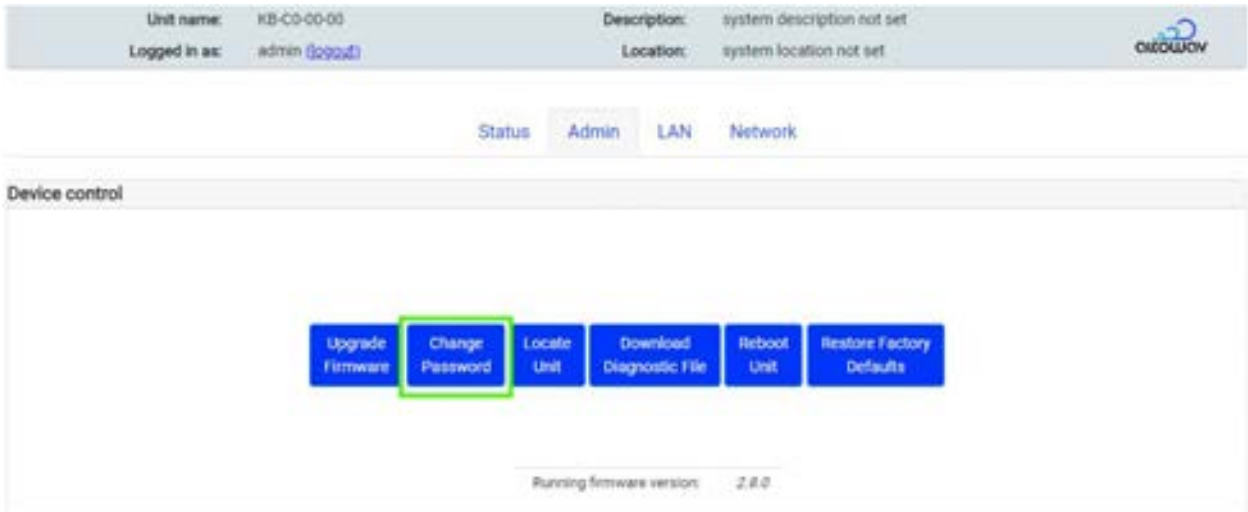 Unit name: KB-C0-00-00 Description: system description not set
Logged in as: admin (logout) Location: system location not set
Status Admin LAN Network
Device control
Upgrade Firmware
Change Password
Locate Unit
Download Diagnostic File
Reboot Unit
Restore Factory Defaults
Running firmware version: 2.8.0